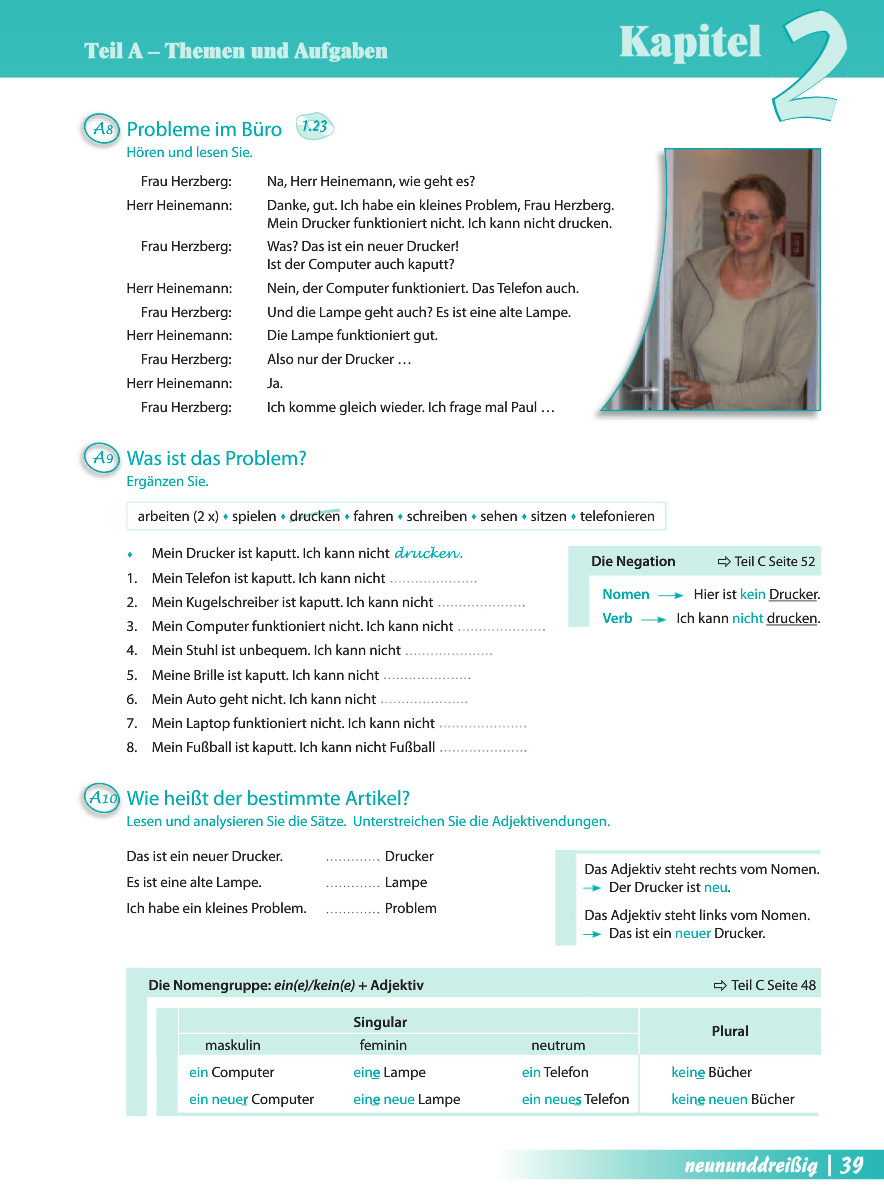 Teil A – Themen und Aufgaben
Kapitel 2
A8 Probleme im Büro 1.23
Hören und lesen Sie.
Frau Herzberg: Na, Herr Heinemann, wie geht es?
Herr Heinemann: Danke, gut. Ich habe ein kleines Problem, Frau Herzberg.
Mein Drucker funktioniert nicht. Ich kann nicht drucken.
Frau Herzberg: Was? Das ist ein neuer Drucker!
Ist der Computer auch kaputt?
Herr Heinemann: Nein, der Computer funktioniert. Das Telefon auch.
Frau Herzberg: Und die Lampe geht auch? Es ist eine alte Lampe.
Herr Heinemann: Die Lampe funktioniert gut.
Frau Herzberg: Also nur der Drucker …
Herr Heinemann: Ja.
Frau Herzberg: Ich komme gleich wieder. Ich frage mal Paul …
A9 Was ist das Problem?
Ergänzen Sie.
arbeiten (2 x) ♦ spielen ♦ drucken ♦ fahren ♦ schreiben ♦ sehen ♦ sitzen ♦ telefonieren
♦ Mein Drucker ist kaputt. Ich kann nicht drucken.
1. Mein Telefon ist kaputt. Ich kann nicht .....................
2. Mein Kugelschreiber ist kaputt. Ich kann nicht .....................
3. Mein Computer funktioniert nicht. Ich kann nicht .....................
4. Mein Stuhl ist unbequem. Ich kann nicht .....................
5. Meine Brille ist kaputt. Ich kann nicht .....................
6. Mein Auto geht nicht. Ich kann nicht .....................
7. Mein Laptop funktioniert nicht. Ich kann nicht .....................
8. Mein Fußball ist kaputt. Ich kann nicht Fußball .....................
Die Negation ⇨ Teil C Seite 52
Nomen → Hier ist kein Drucker.
Verb → Ich kann nicht drucken.
A10 Wie heißt der bestimmte Artikel?
Lesen und analysieren Sie die Sätze. Unterstreichen Sie die Adjektivendungen.
Das ist ein neuer Drucker. ............. Drucker
Es ist eine alte Lampe. ............. Lampe
Ich habe ein kleines Problem. ............. Problem
Das Adjektiv steht rechts vom Nomen.
→ Der Drucker ist neu.
Das Adjektiv steht links vom Nomen.
→ Das ist ein neuer Drucker.
Die Nomengruppe: ein(e)/kein(e) + Adjektiv ⇨ Teil C Seite 48
Singular Plural
maskulin feminin neutrum
ein Computer eine Lampe ein Telefon keine Bücher
ein neuer Computer eine neue Lampe ein neues Telefon keine neuen Bücher
neununddreißig | 39